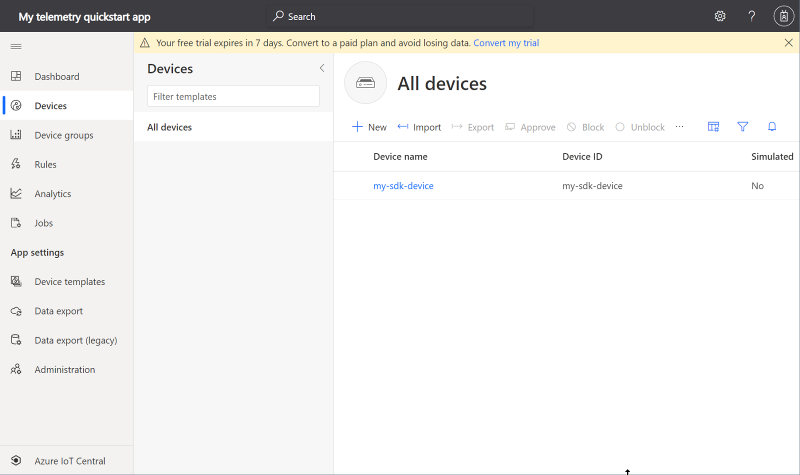 My telemetry quickstart app
Search
?
Your free trial expires in 7 days. Convert to a paid plan and avoid losing data. Convert my trial
Dashboard
Devices
Device groups
Rules
Analytics
Jobs
App settings
Device templates
Data export
Data export (legacy)
Administration
Azure IoT Central
Devices
Filter templates
All devices
All devices
New Import Export Approve Block Unblock ...
Device name Device ID Simulated
my-sdk-device my-sdk-device No